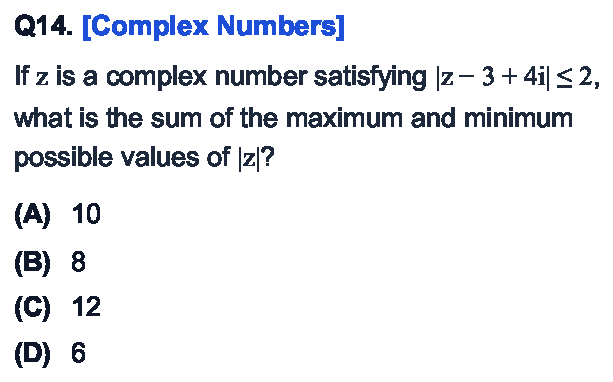 Q14. [Complex Numbers]
If z is a complex number satisfying |z − 3 + 4i| ≤ 2,
what is the sum of the maximum and minimum
possible values of |z|?
(A) 10
(B) 8
(C) 12
(D) 6